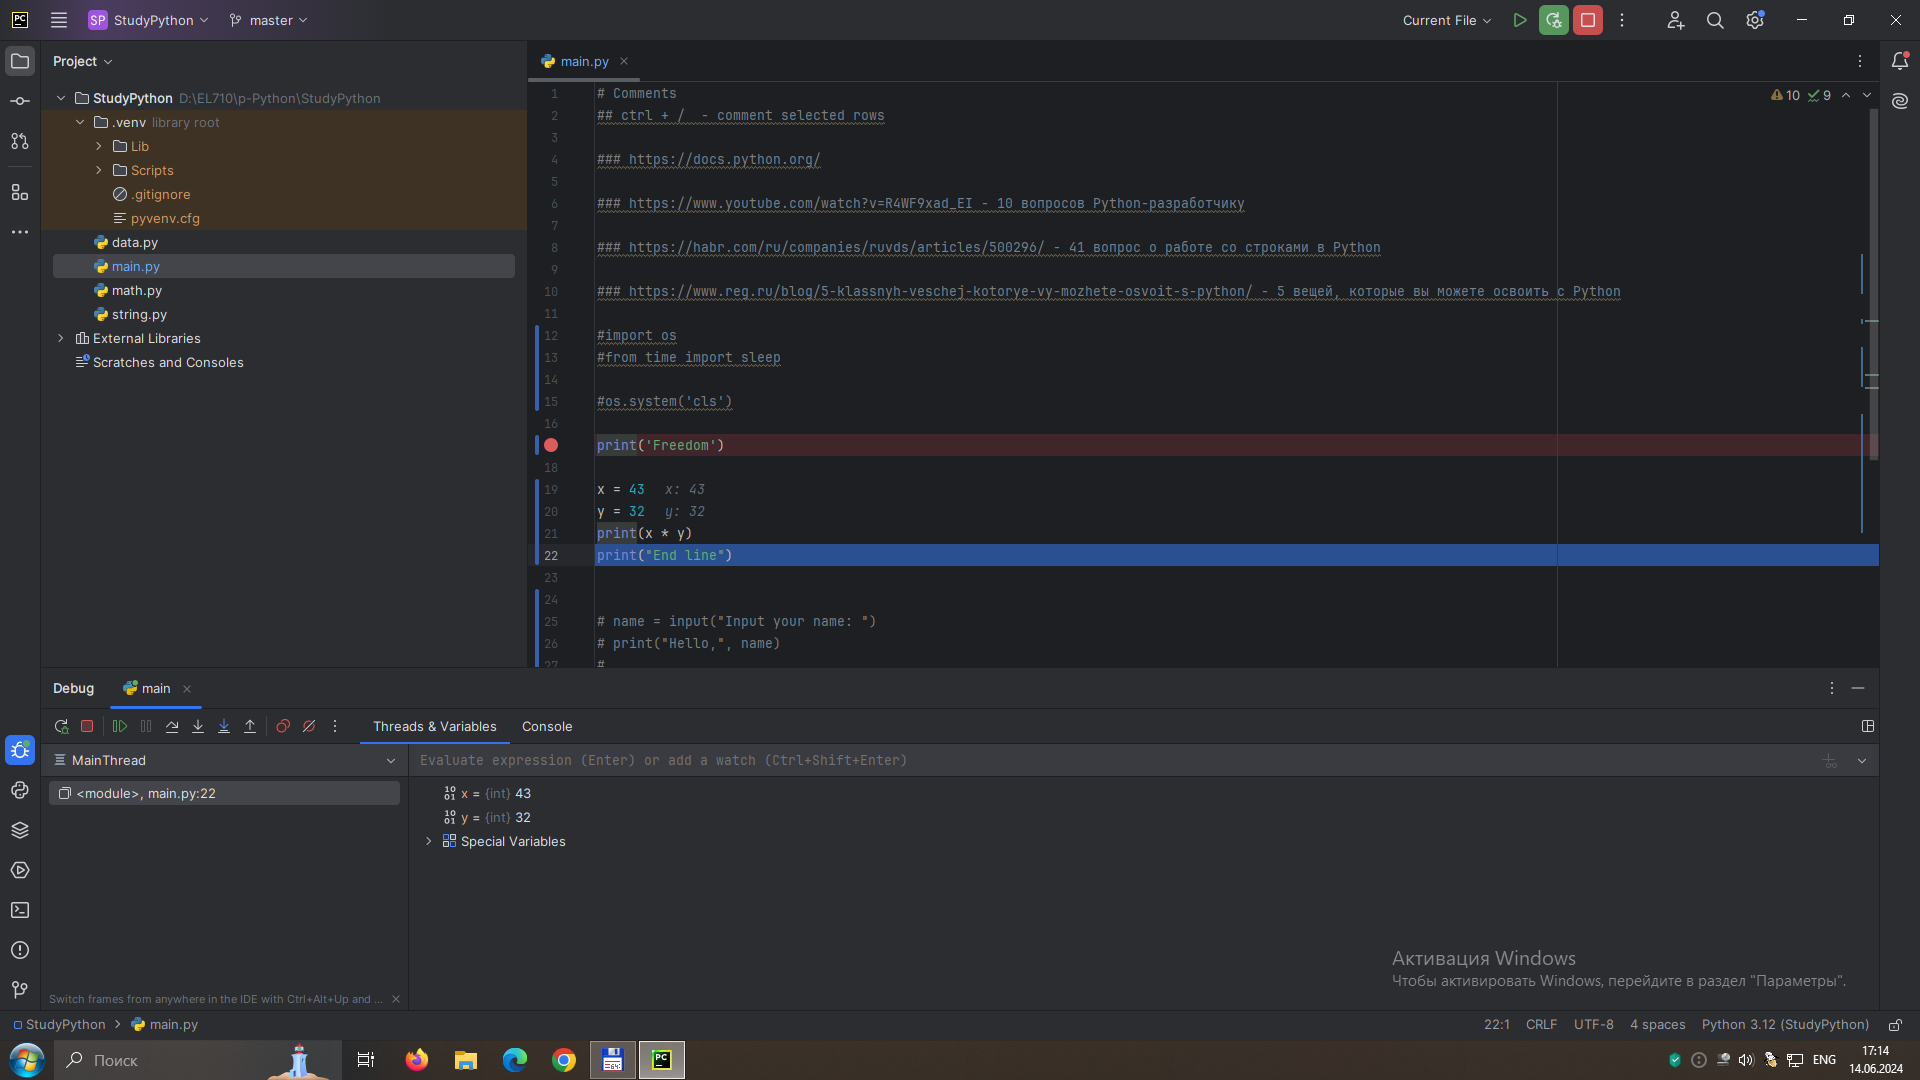 PC
SP StudyPython master Current File
Project
main.py
StudyPython D:\EL710\p-Python\StudyPython
.venv library root
Lib
Scripts
.gitignore
pyvenv.cfg
data.py
main.py
math.py
string.py
External Libraries
Scratches and Consoles
10 9
1 # Comments
2 ## ctrl + /  - comment selected rows
3
4 ### https://docs.python.org/
5
6 ### https://www.youtube.com/watch?v=R4WF9xad_EI - 10 вопросов Python-разработчику
7
8 ### https://habr.com/ru/companies/ruvds/articles/500296/ - 41 вопрос о работе со строками в Python
9
10 ### https://www.reg.ru/blog/5-klassnyh-veschej-kotorye-vy-mozhete-osvoit-s-python/ - 5 вещей, которые вы можете освоить с Python
11
12 #import os
13 #from time import sleep
14
15 #os.system('cls')
16
print('Freedom')
18
19 x = 43 x: 43
20 y = 32 y: 32
21 print(x * y)
22 print("End line")
23
24
25 # name = input("Input your name: ")
26 # print("Hello,", name)
27 #
Debug main
Threads & Variables Console
MainThread
Evaluate expression (Enter) or add a watch (Ctrl+Shift+Enter)
<module>, main.py:22
x = {int} 43
y = {int} 32
Special Variables
Активация Windows
Чтобы активировать Windows, перейдите в раздел "Параметры".
Switch frames from anywhere in the IDE with Ctrl+Alt+Up and ...
StudyPython main.py 22:1 CRLF UTF-8 4 spaces Python 3.12 (StudyPython)
Поиск
64
PC
ENG
17:14
14.06.2024